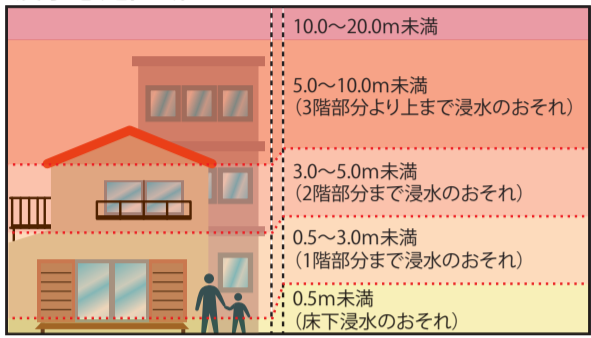 10.0〜20.0m未満
5.0〜10.0m未満
（3階部分より上まで浸水のおそれ）
3.0〜5.0m未満
（2階部分まで浸水のおそれ）
0.5〜3.0m未満
（1階部分まで浸水のおそれ）
0.5m未満
（床下浸水のおそれ）